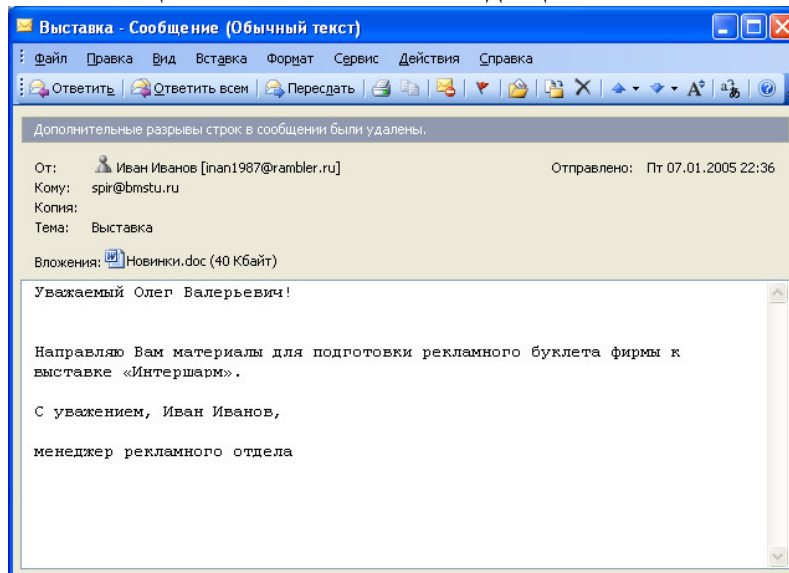 Выставка - Сообщение (Обычный текст)
Файл Правка Вид Вставка Формат Сервис Действия Справка
Ответить Ответить всем Переслать
Дополнительные разрывы строк в сообщении были удалены.
От: Иван Иванов [inan1987@rambler.ru] Отправлено: Пт 07.01.2005 22:36
Кому: spir@bmstu.ru
Копия:
Тема: Выставка
Вложения: Новинки.doc (40 Кбайт)
Уважаемый Олег Валерьевич!
Направляю Вам материалы для подготовки рекламного буклета фирмы к
выставке «Интершарм».
С уважением, Иван Иванов,
менеджер рекламного отдела